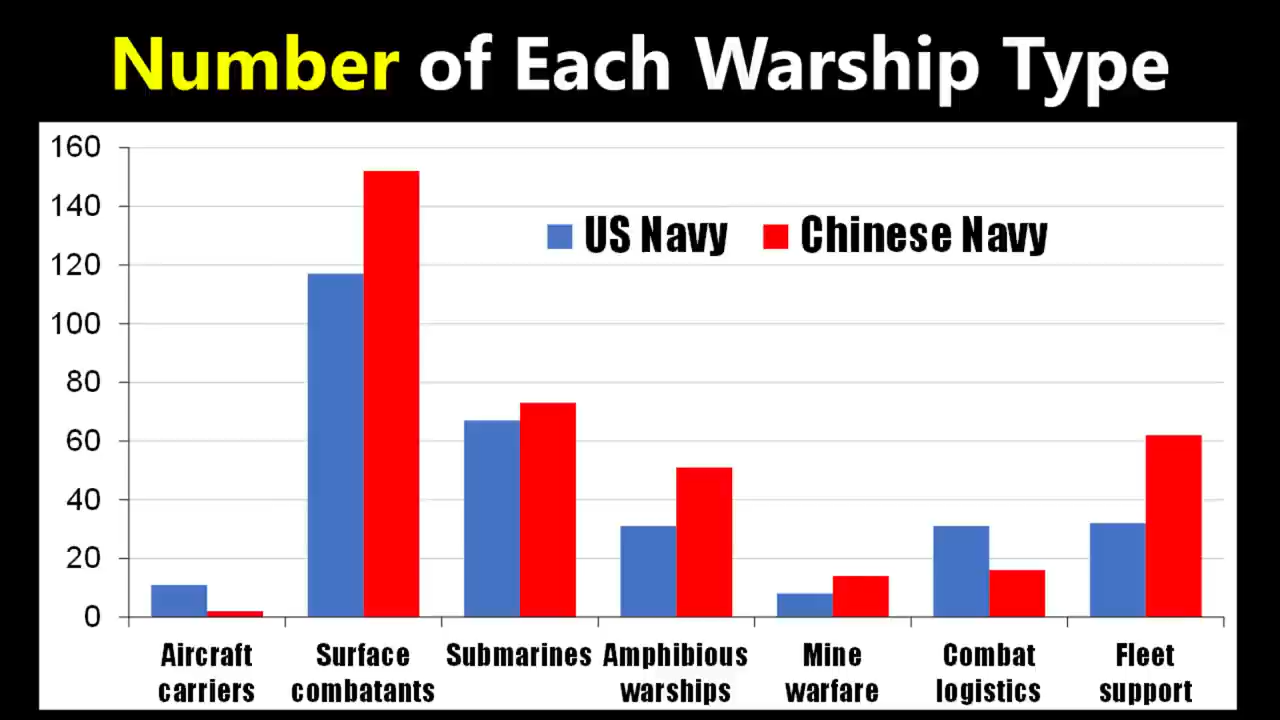 Number of Each Warship Type
160
140
120
100
80
60
40
20
0
US Navy
Chinese Navy
Aircraft
carriers
Surface
combatants
Submarines
Amphibious
warships
Mine
warfare
Combat
logistics
Fleet
support